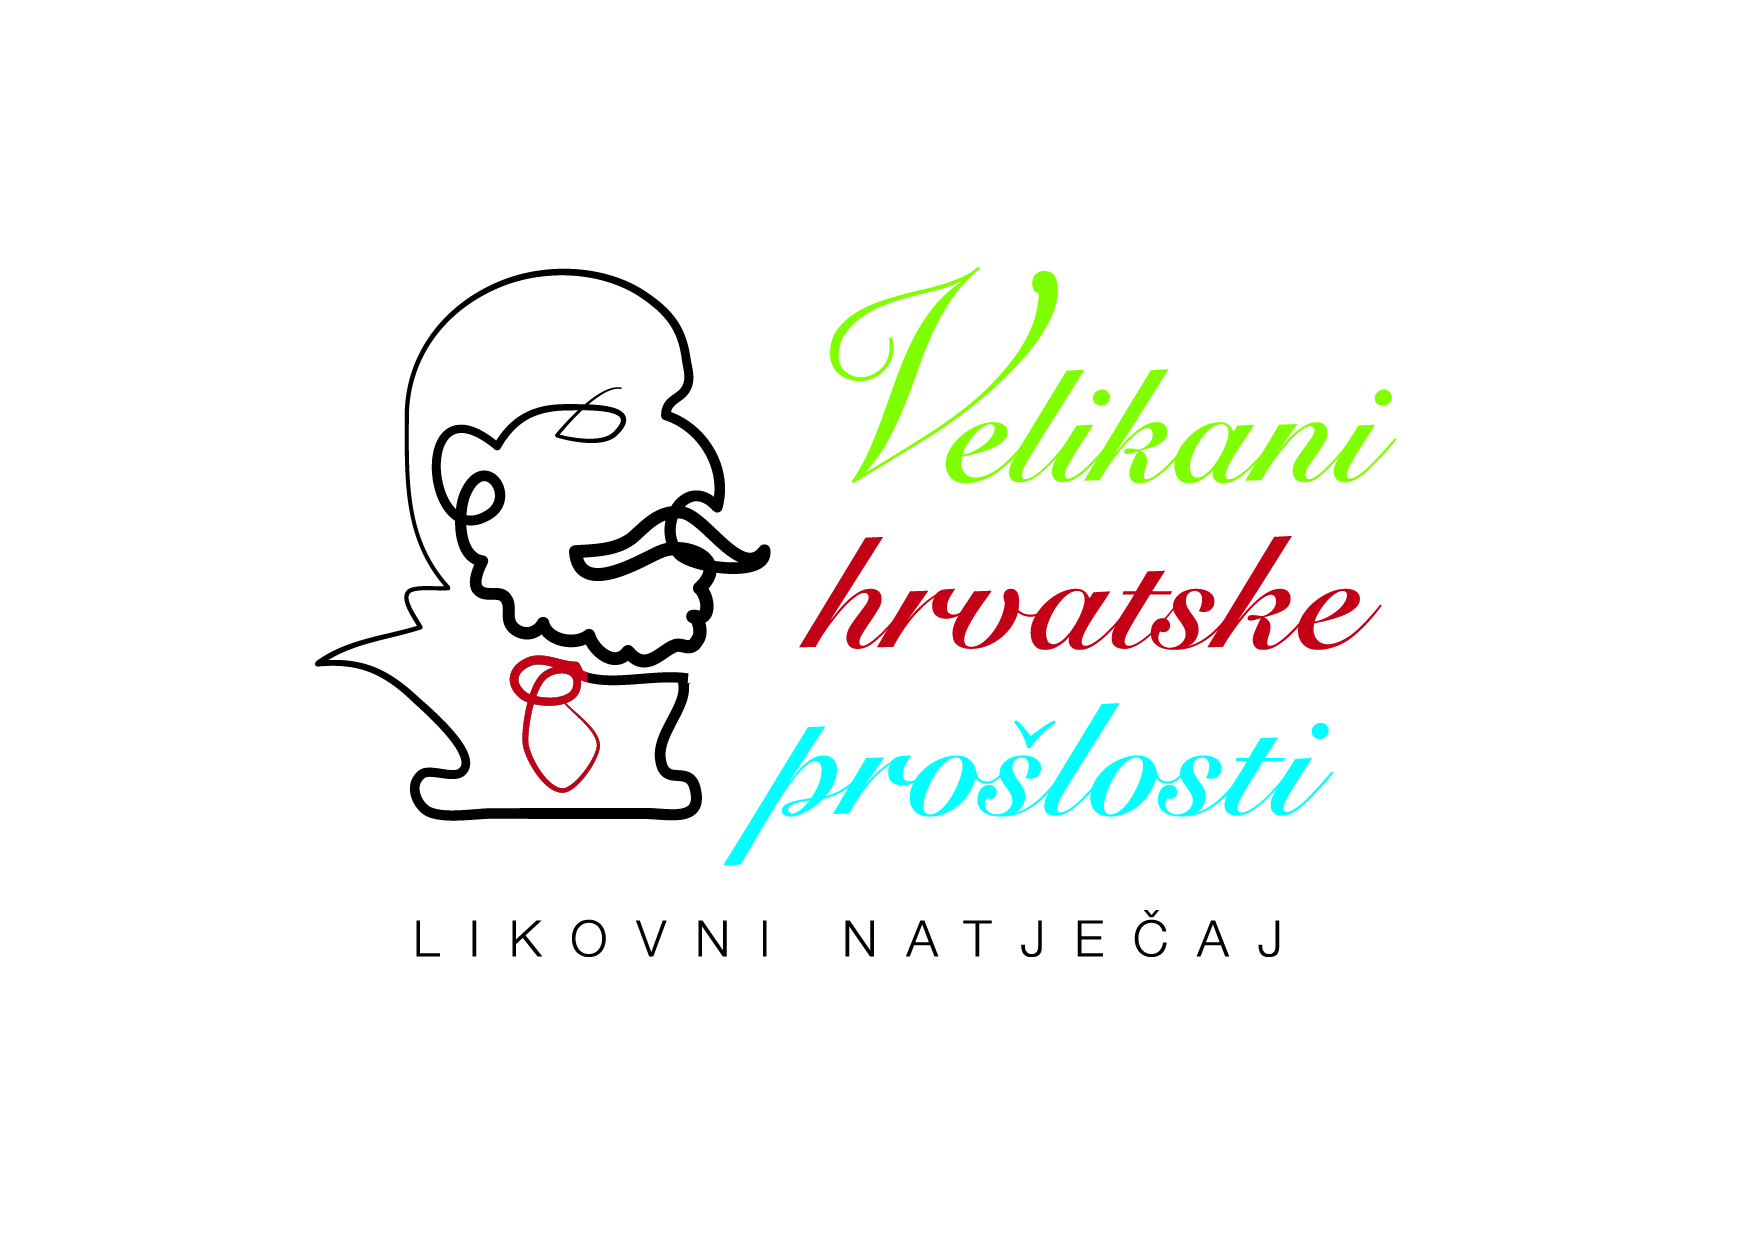 Velikani
hrvatske
prošlosti
LIKOVNI NATJEČAJ